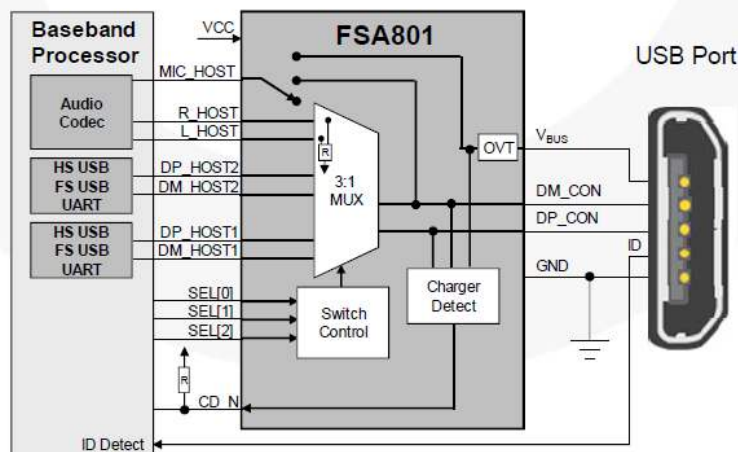 Baseband
Processor
VCC
FSA801
USB Port
MIC_HOST
Audio
Codec
R_HOST
L_HOST
R
OVT
VBUS
HS USB
FS USB
UART
DP_HOST2
DM_HOST2
3:1
MUX
DM_CON
DP_CON
HS USB
FS USB
UART
DP_HOST1
DM_HOST1
ID
GND
SEL[0]
SEL[1]
SEL[2]
Switch
Control
Charger
Detect
R
CD_N
ID Detect